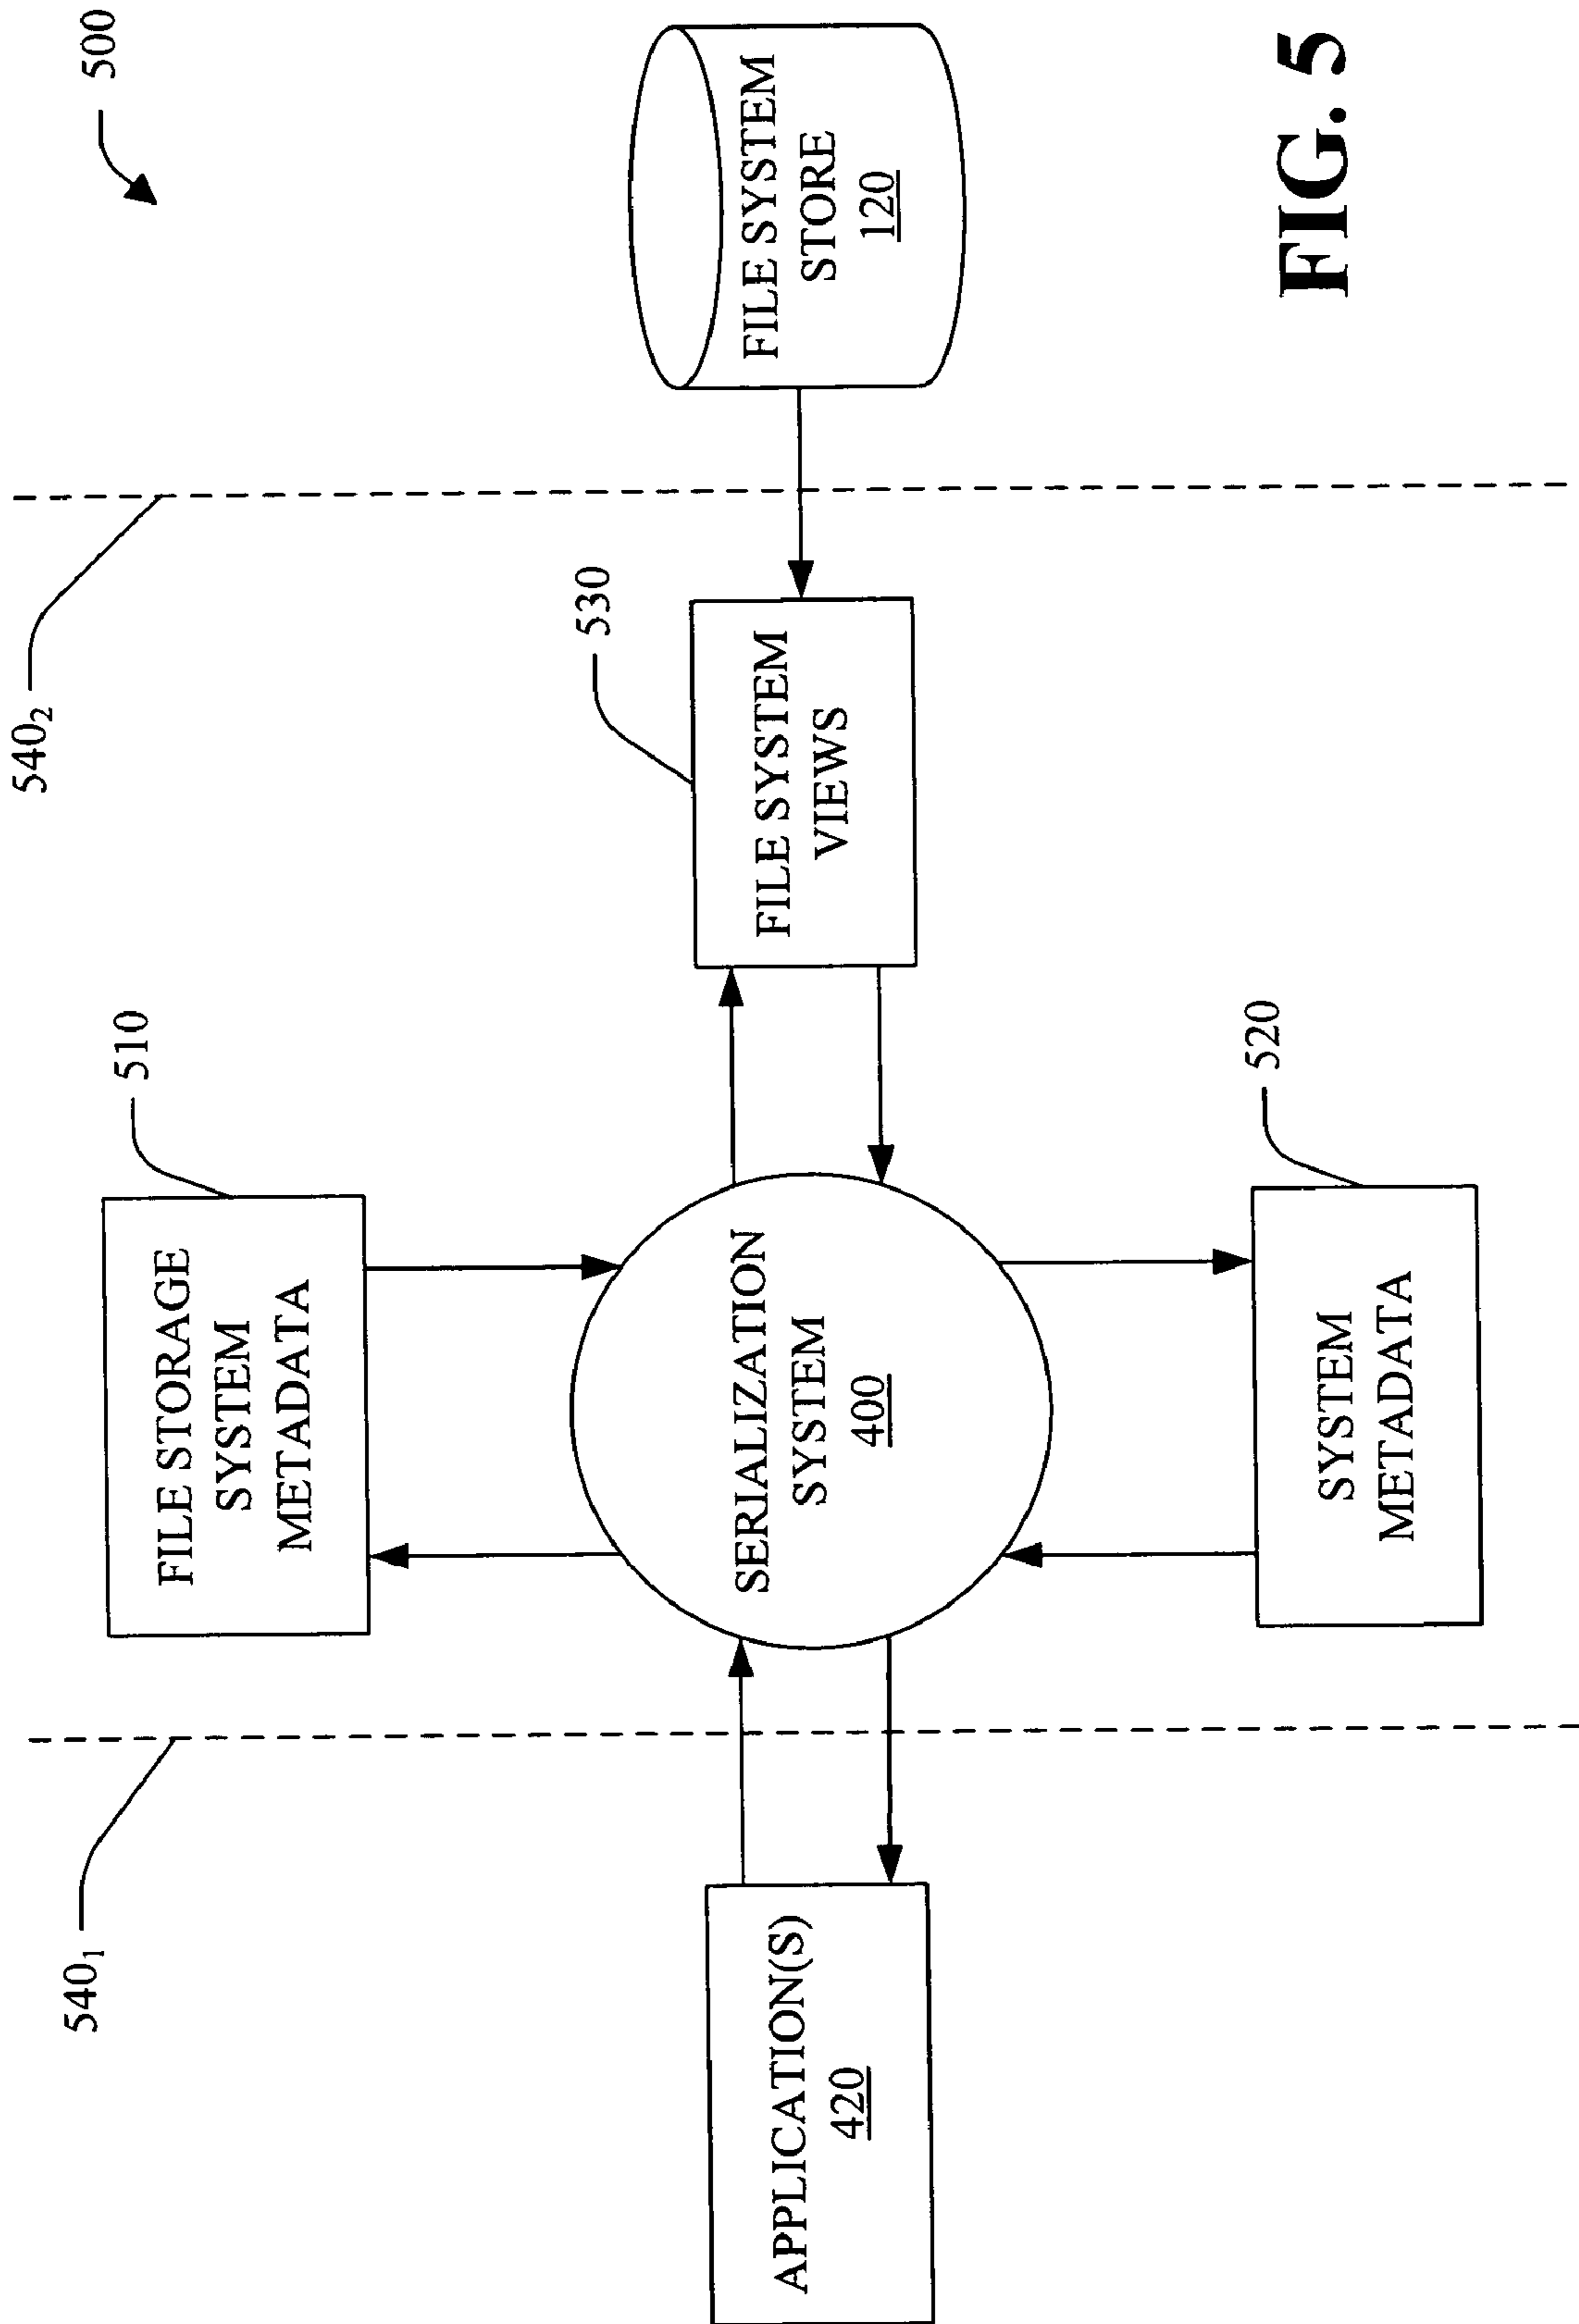 500
540₂
FILE SYSTEM
STORE
120
530
FILE SYSTEM
VIEWS
510
FILE STORAGE
SYSTEM
METADATA
SERIALIZATION
SYSTEM
400
520
SYSTEM
METADATA
540₁
APPLICATION(S)
420
FIG. 5